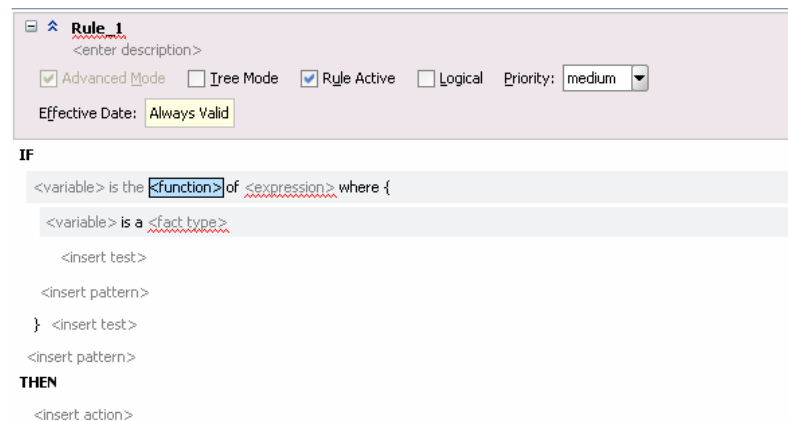 Rule_1
<enter description>
Advanced Mode Tree Mode Rule Active Logical Priority: medium
Effective Date: Always Valid
IF
<variable> is the <function> of <expression> where {
<variable> is a <fact type>
<insert test>
<insert pattern>
} <insert test>
<insert pattern>
THEN
<insert action>